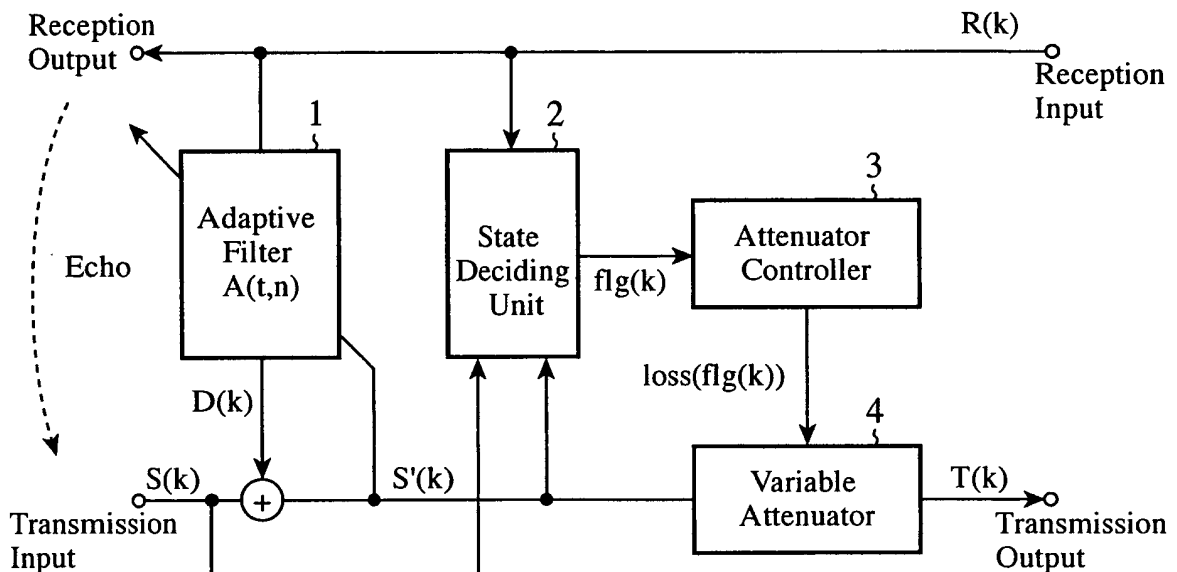 Reception
Output
R(k)
Reception
Input
1
2
3
Adaptive
Filter
A(t,n)
State
Deciding
Unit
Attenuator
Controller
Echo
flg(k)
loss(flg(k))
D(k)
4
S(k)
+
S'(k)
Variable
Attenuator
T(k)
Transmission
Input
Transmission
Output